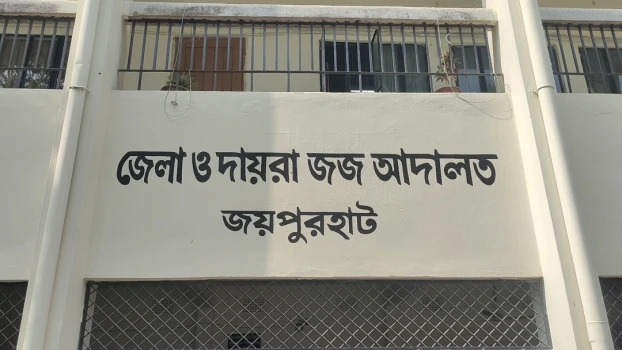 জেলা ও দায়রা জজ আদালত
জয়পুরহাট